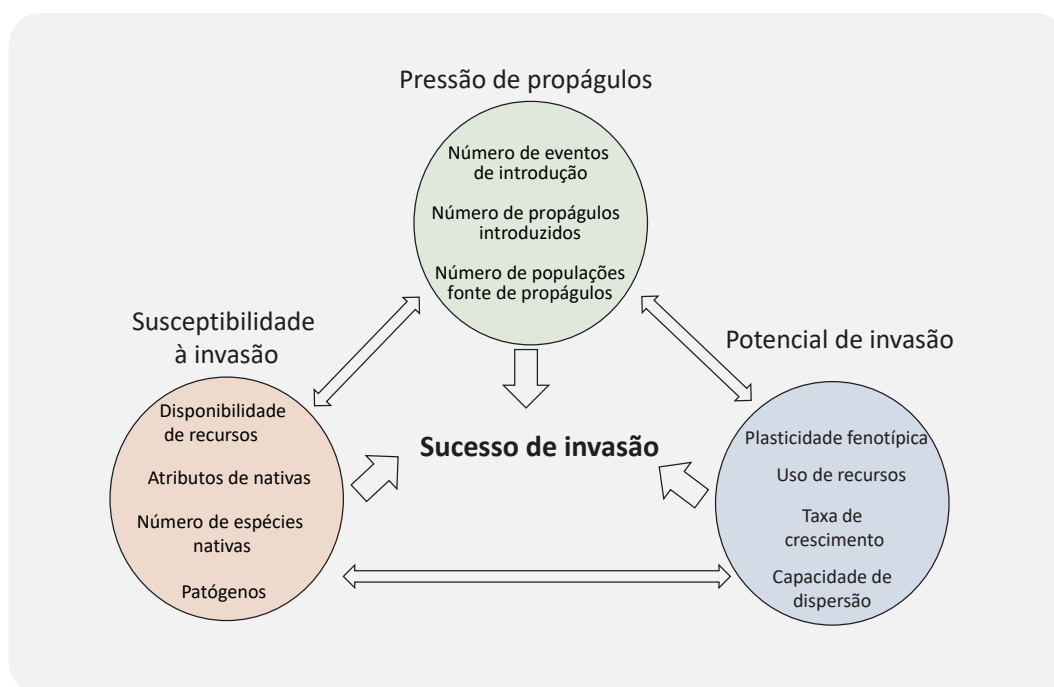 Pressão de propágulos
Número de eventos
de introdução
Número de propágulos
introduzidos
Número de populações
fonte de propágulos
Susceptibilidade
à invasão
Disponibilidade
de recursos
Atributos de nativas
Número de espécies
nativas
Patógenos
Sucesso de invasão
Potencial de invasão
Plasticidade fenotípica
Uso de recursos
Taxa de
crescimento
Capacidade de
dispersão